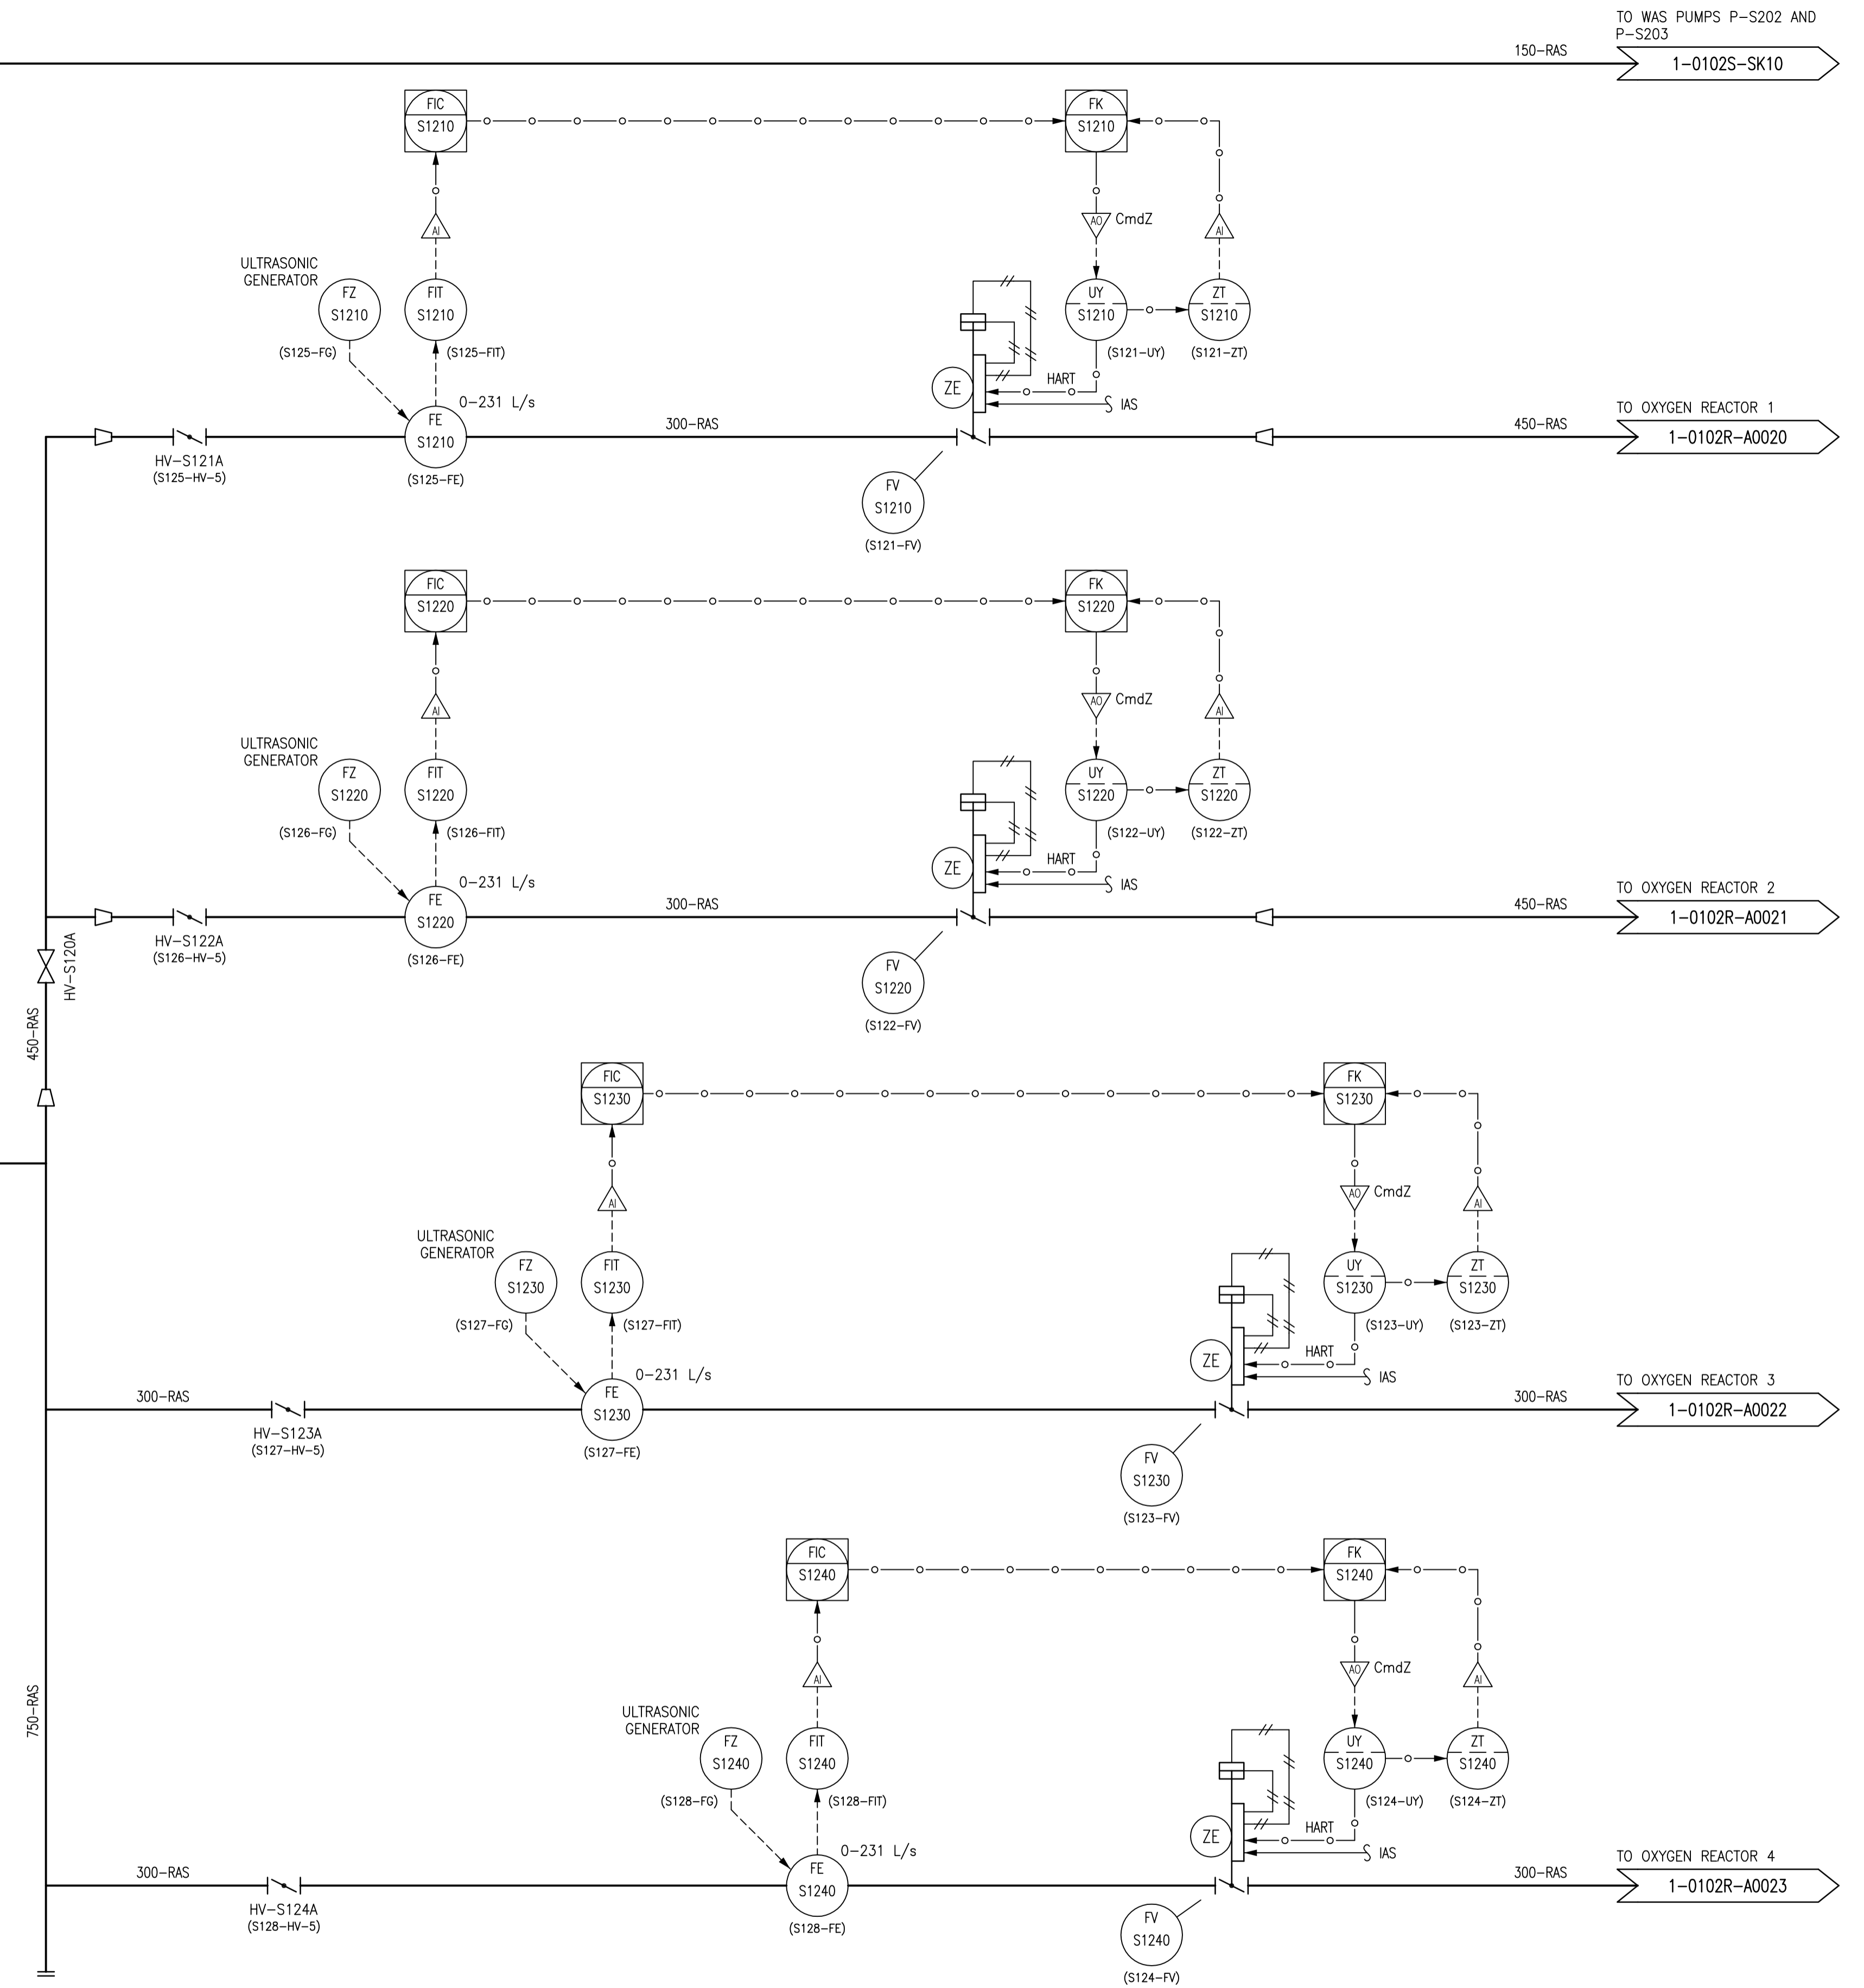 TO WAS PUMPS P-S202 AND
P-S203
150-RAS
1-0102S-SK10
FIC
S1210
FK
S1210
AI
AO
CmdZ
AI
ULTRASONIC
GENERATOR
FZ
S1210
(S125-FG)
FIT
S1210
(S125-FIT)
UY
S1210
(S121-UY)
ZT
S1210
(S121-ZT)
ZE
HART
IAS
0-231 L/s
FE
S1210
(S125-FE)
HV-S121A
(S125-HV-5)
300-RAS
FV
S1210
(S121-FV)
450-RAS
TO OXYGEN REACTOR 1
1-0102R-A0020
FIC
S1220
FK
S1220
AI
AO
CmdZ
AI
ULTRASONIC
GENERATOR
FZ
S1220
(S126-FG)
FIT
S1220
(S126-FIT)
UY
S1220
(S122-UY)
ZT
S1220
(S122-ZT)
ZE
HART
IAS
0-231 L/s
FE
S1220
(S126-FE)
HV-S122A
(S126-HV-5)
300-RAS
FV
S1220
(S122-FV)
450-RAS
TO OXYGEN REACTOR 2
1-0102R-A0021
HV-S120A
450-RAS
FIC
S1230
FK
S1230
AI
AO
CmdZ
AI
ULTRASONIC
GENERATOR
FZ
S1230
(S127-FG)
FIT
S1230
(S127-FIT)
UY
S1230
(S123-UY)
ZT
S1230
(S123-ZT)
ZE
HART
IAS
0-231 L/s
FE
S1230
(S127-FE)
300-RAS
HV-S123A
(S127-HV-5)
FV
S1230
(S123-FV)
300-RAS
TO OXYGEN REACTOR 3
1-0102R-A0022
750-RAS
FIC
S1240
FK
S1240
AI
AO
CmdZ
AI
ULTRASONIC
GENERATOR
FZ
S1240
(S128-FG)
FIT
S1240
(S128-FIT)
UY
S1240
(S124-UY)
ZT
S1240
(S124-ZT)
ZE
HART
IAS
0-231 L/s
FE
S1240
(S128-FE)
300-RAS
HV-S124A
(S128-HV-5)
FV
S1240
(S124-FV)
300-RAS
TO OXYGEN REACTOR 4
1-0102R-A0023